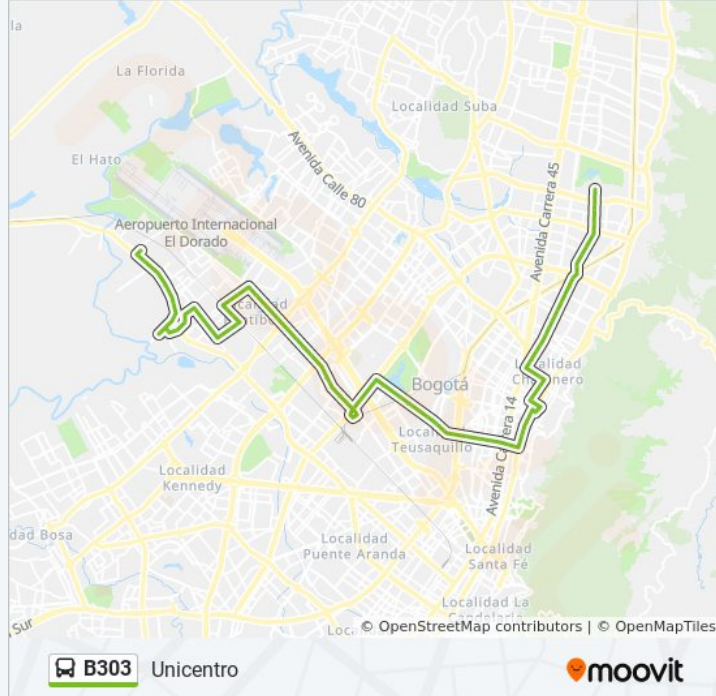 la
La Florida
Localidad Suba
Avenida Calle 80
El Hato
Avenida Carrera 45
Aeropuerto Internacional
El Dorado
Localidad
Bogotá
Localidad
Avenida Carrera 14
Teusaquillo
Localidad
Kennedy
dad Bosa
Localidad
Puente Aranda
Localidad
Santa Fé
Localidad La
Sur
© OpenStreetMap contributors | © OpenMapTiles
B303 Unicentro
moovit